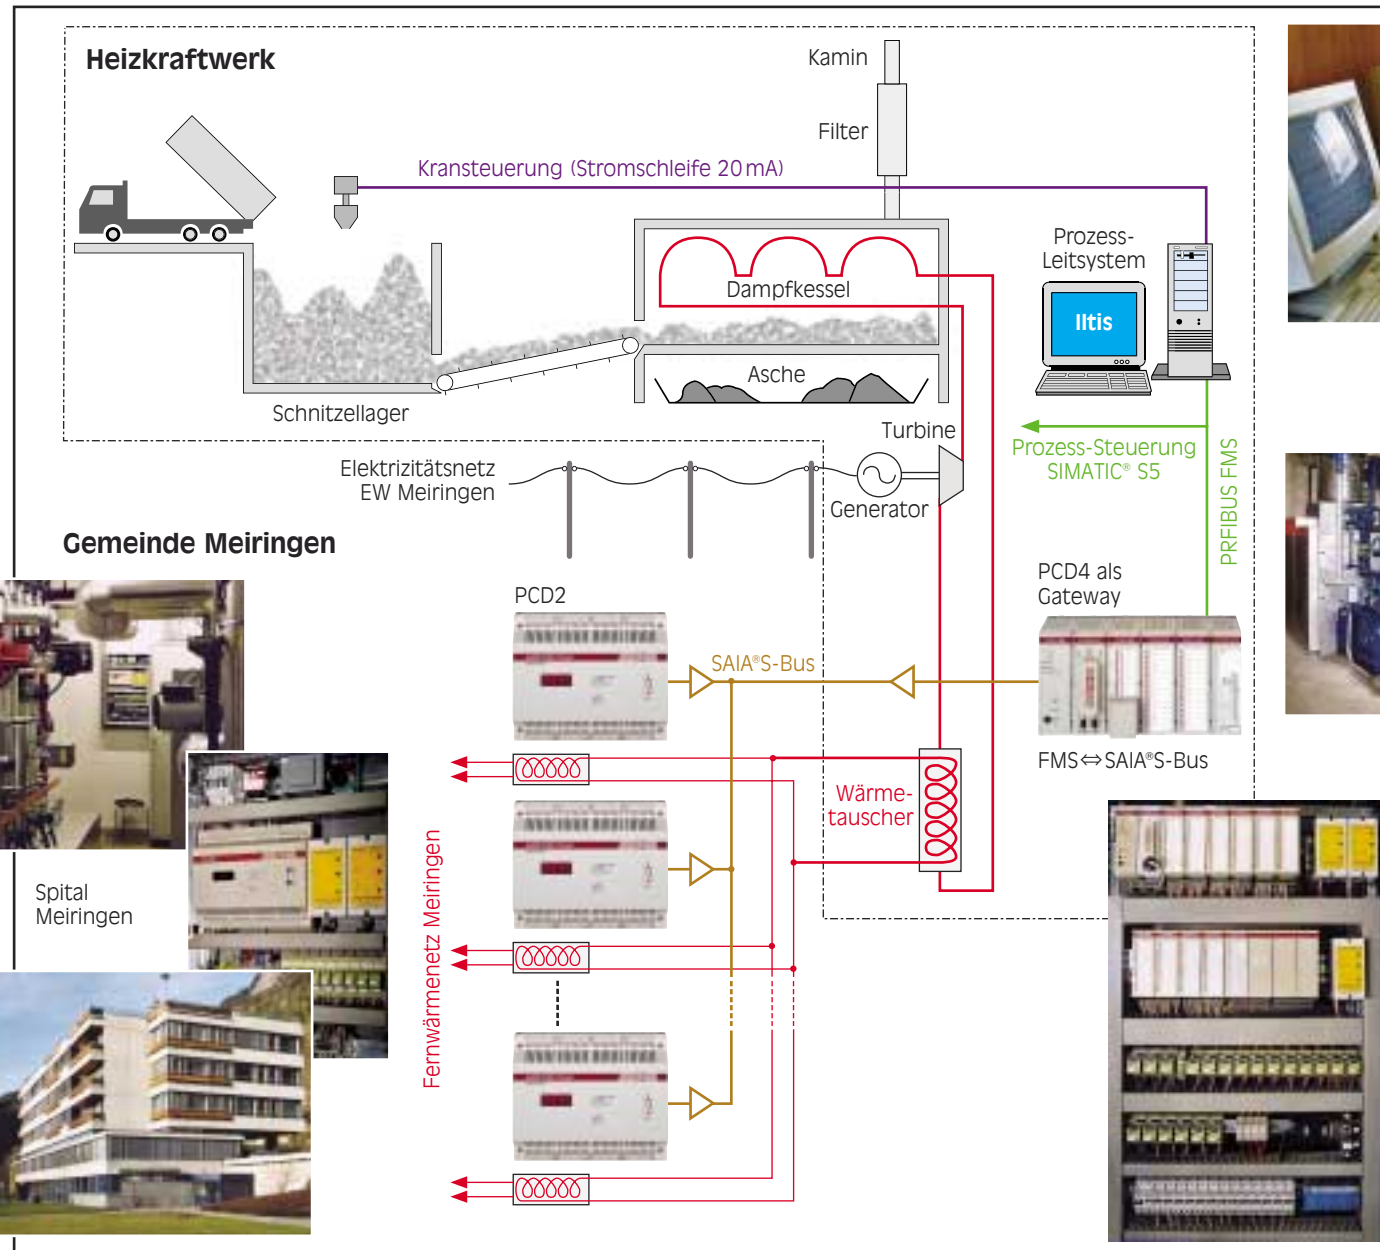 Heizkraftwerk
Kamin
Filter
Kransteuerung (Stromschleife 20 mA)
Prozess-
Leitsystem
Dampfkessel
Iltis
Asche
Schnitzellager
Turbine
Prozess-Steuerung
SIMATIC® S5
PRFIBUS FMS
Elektrizitätsnetz
EW Meiringen
Generator
Gemeinde Meiringen
PCD4 als
Gateway
PCD2
SAIA®S-Bus
FMS⇔SAIA®S-Bus
Wärme-
tauscher
Fernwärmenetz Meiringen
Spital
Meiringen